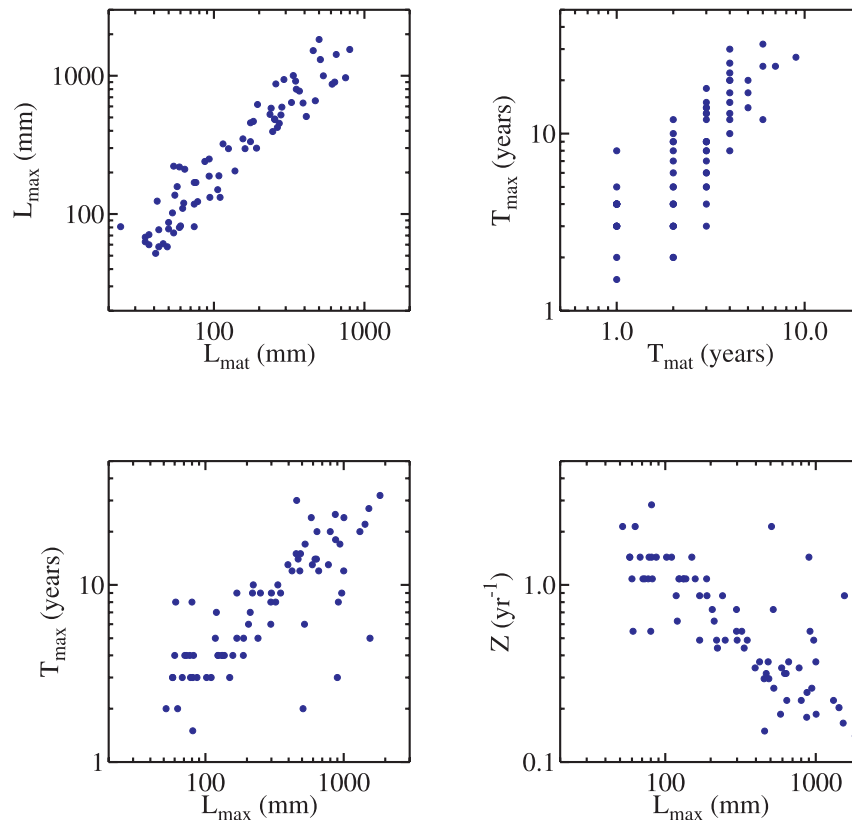 1000
100
L_max (mm)
100 1000
L_mat (mm)
10
1
T_max (years)
1.0 10.0
T_mat (years)
10
1
T_max (years)
100 1000
L_max (mm)
1.0
0.1
Z (yr^-1)
100 1000
L_max (mm)